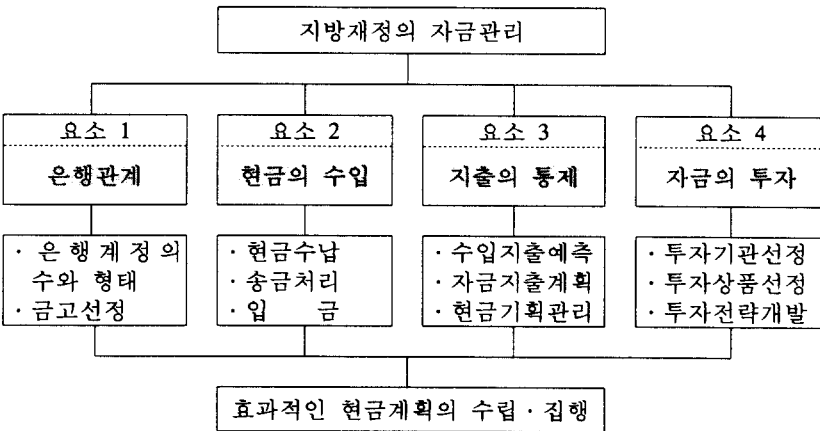 지방재정의 자금관리
요소 1
은행관계
· 은행계정의
수와 형태
· 금고선정
요소 2
현금의 수입
· 현금수납
· 송금처리
· 입 금
요소 3
지출의 통제
· 수입지출예측
· 자금지출계획
· 현금기획관리
요소 4
자금의 투자
· 투자기관선정
· 투자상품선정
· 투자전략개발
효과적인 현금계획의 수립 · 집행